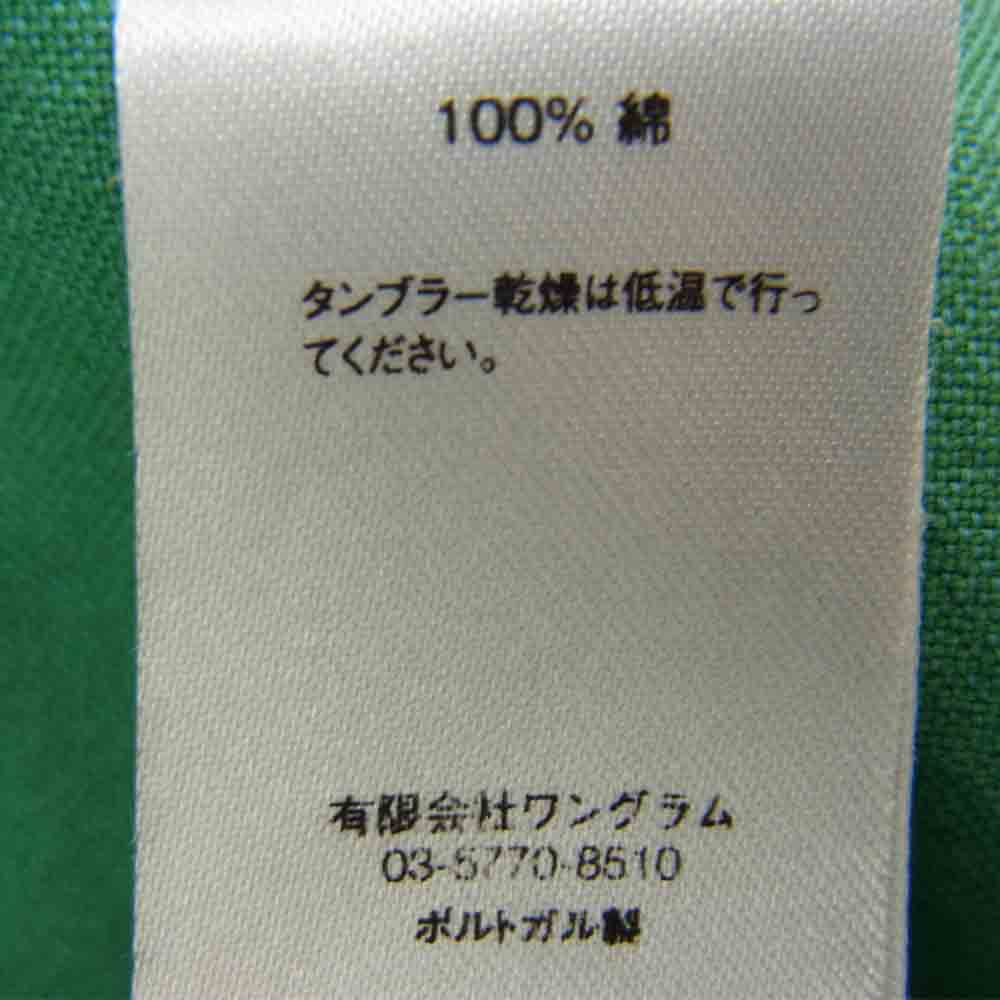 100% 綿
タンブラー乾燥は低温で行っ
てください。
有限会社ワングラム
03-5770-8510
ポルトガル製